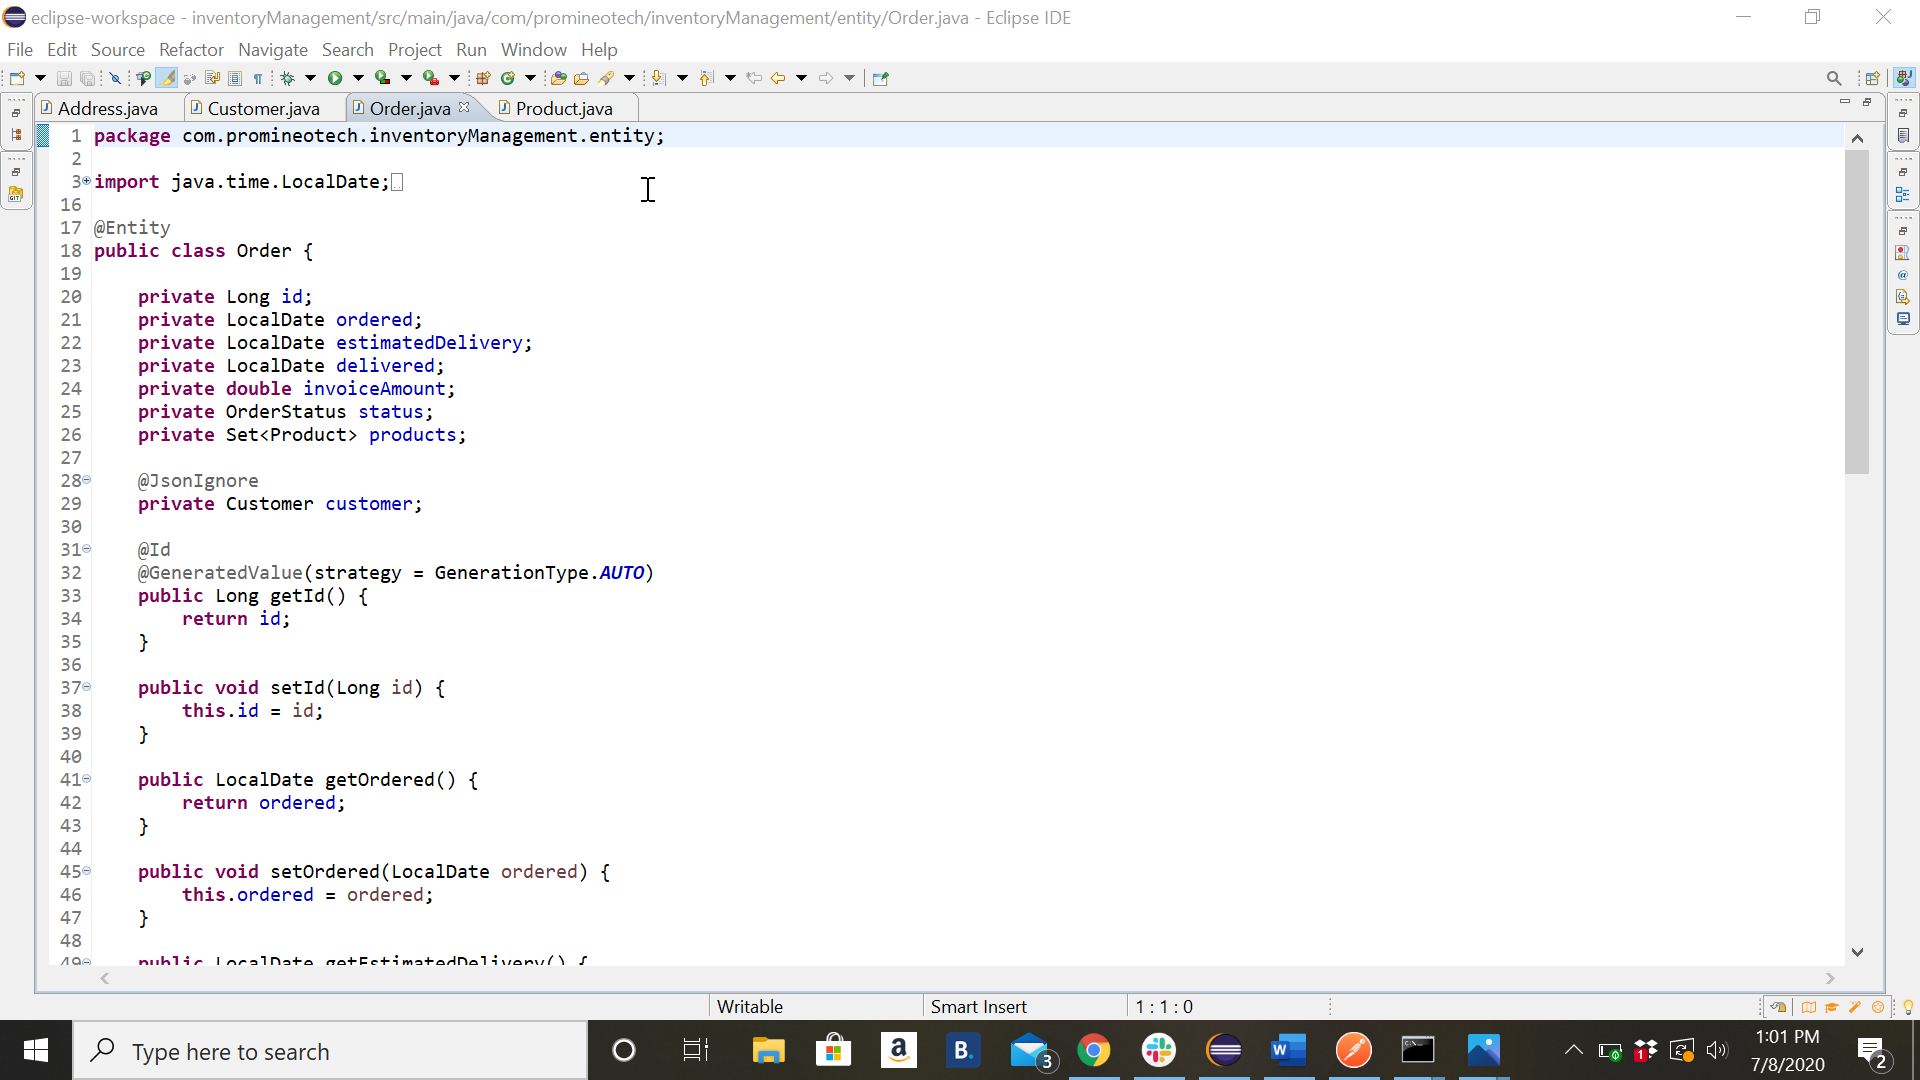 eclipse-workspace - inventoryManagement/src/main/java/com/promineotech/inventoryManagement/entity/Order.java - Eclipse IDE
File Edit Source Refactor Navigate Search Project Run Window Help
Address.java Customer.java Order.java Product.java
1 package com.promineotech.inventoryManagement.entity;
2
3 import java.time.LocalDate;
16
17 @Entity
18 public class Order {
19
20 private Long id;
21 private LocalDate ordered;
22 private LocalDate estimatedDelivery;
23 private LocalDate delivered;
24 private double invoiceAmount;
25 private OrderStatus status;
26 private Set<Product> products;
27
28 @JsonIgnore
29 private Customer customer;
30
31 @Id
32 @GeneratedValue(strategy = GenerationType.AUTO)
33 public Long getId() {
34 return id;
35 }
36
37 public void setId(Long id) {
38 this.id = id;
39 }
40
41 public LocalDate getOrdered() {
42 return ordered;
43 }
44
45 public void setOrdered(LocalDate ordered) {
46 this.ordered = ordered;
47 }
48
49 public LocalDate getEstimatedDelivery() {
Writable Smart Insert 1 : 1 : 0
Type here to search
a B. 3 W 1 1:01 PM
7/8/2020 2